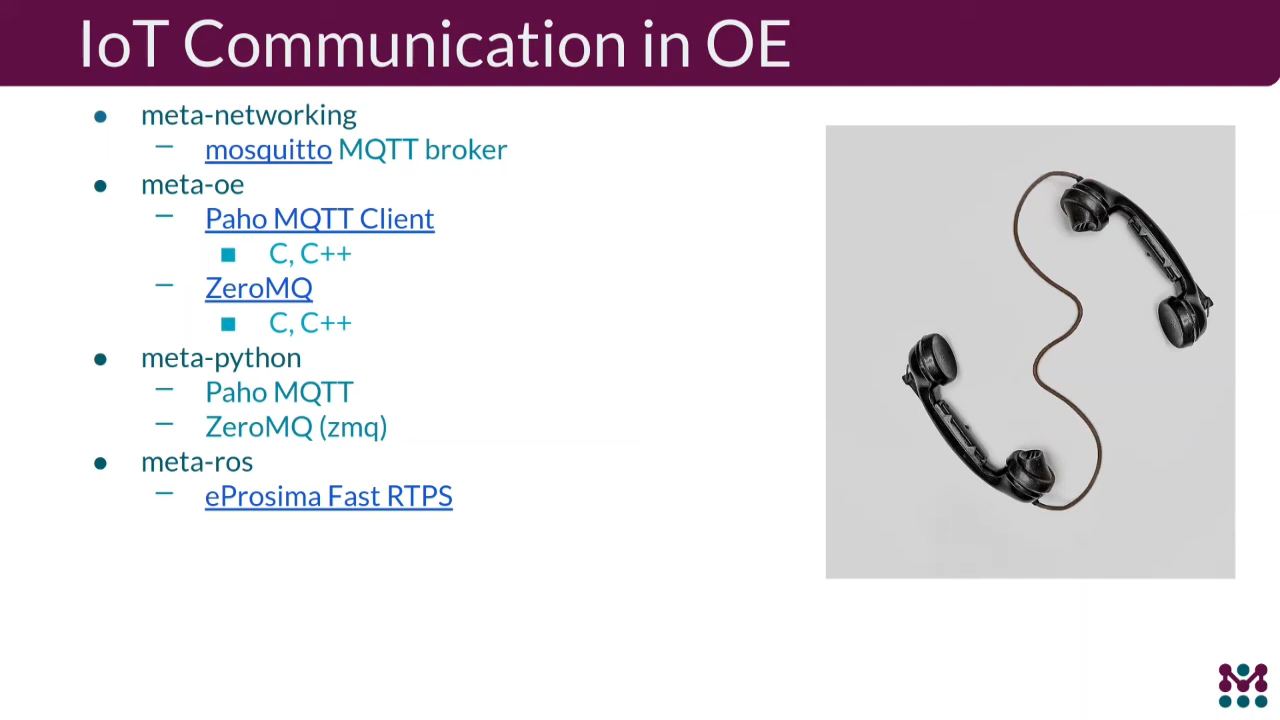 IoT Communication in OE
● meta-networking
– mosquitto MQTT broker
● meta-oe
– Paho MQTT Client
■ C, C++
– ZeroMQ
■ C, C++
● meta-python
– Paho MQTT
– ZeroMQ (zmq)
● meta-ros
– eProsima Fast RTPS